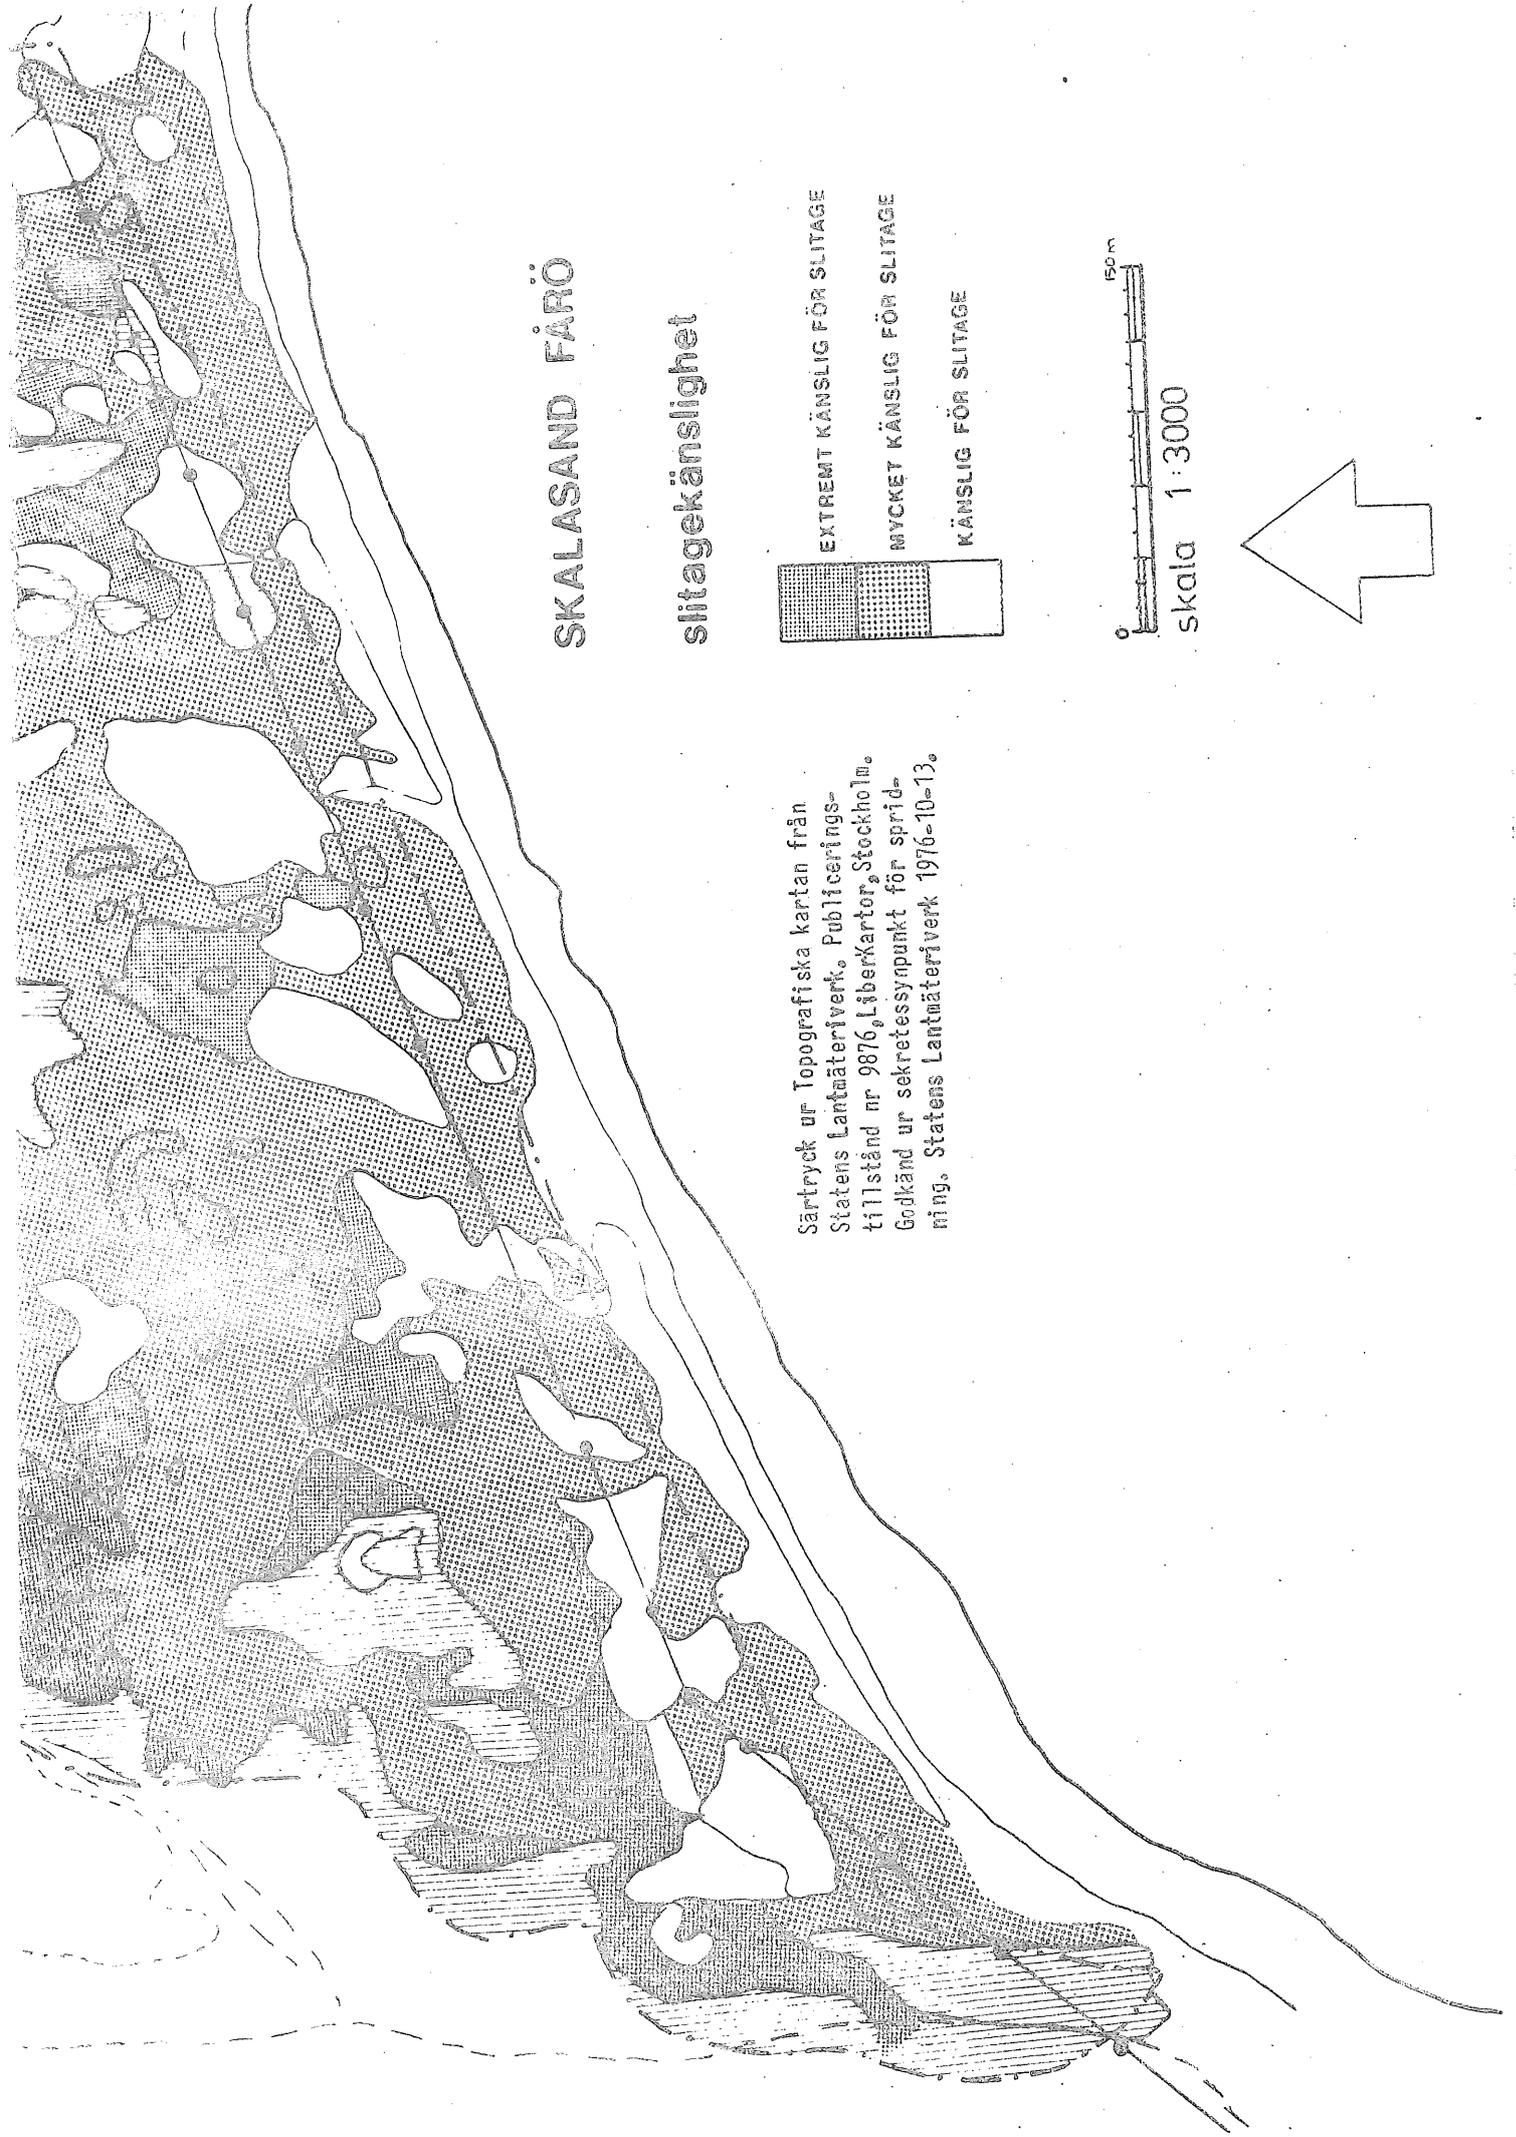 SKALASAND FÅRÖ
slitagekänslighet
EXTREMT KÄNSLIG FÖR SLITAGE
MYCKET KÄNSLIG FÖR SLITAGE
KÄNSLIG FÖR SLITAGE
0
150 m
skala 1:3000
Särtryck ur Topografiska kartan från
Statens Lantmäteriverk. Publicerings-
tillstånd nr 9876,LiberKartor,Stockholm.
Godkänd ur sekretessynpunkt för sprid-
ning. Statens Lantmäteriverk 1976-10-13.